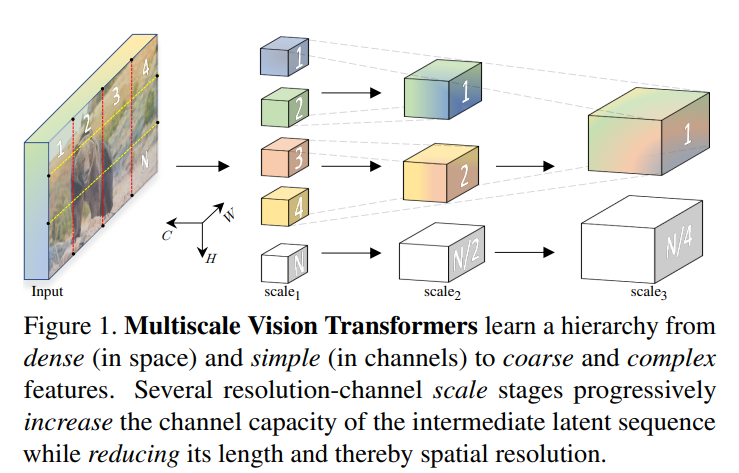 1 2 3 4 N
Input
C W H
1
2
3
4
N
scale1
1
2
N/2
scale2
1
N/4
scale3
Figure 1. Multiscale Vision Transformers learn a hierarchy from
dense (in space) and simple (in channels) to coarse and complex
features. Several resolution-channel scale stages progressively
increase the channel capacity of the intermediate latent sequence
while reducing its length and thereby spatial resolution.